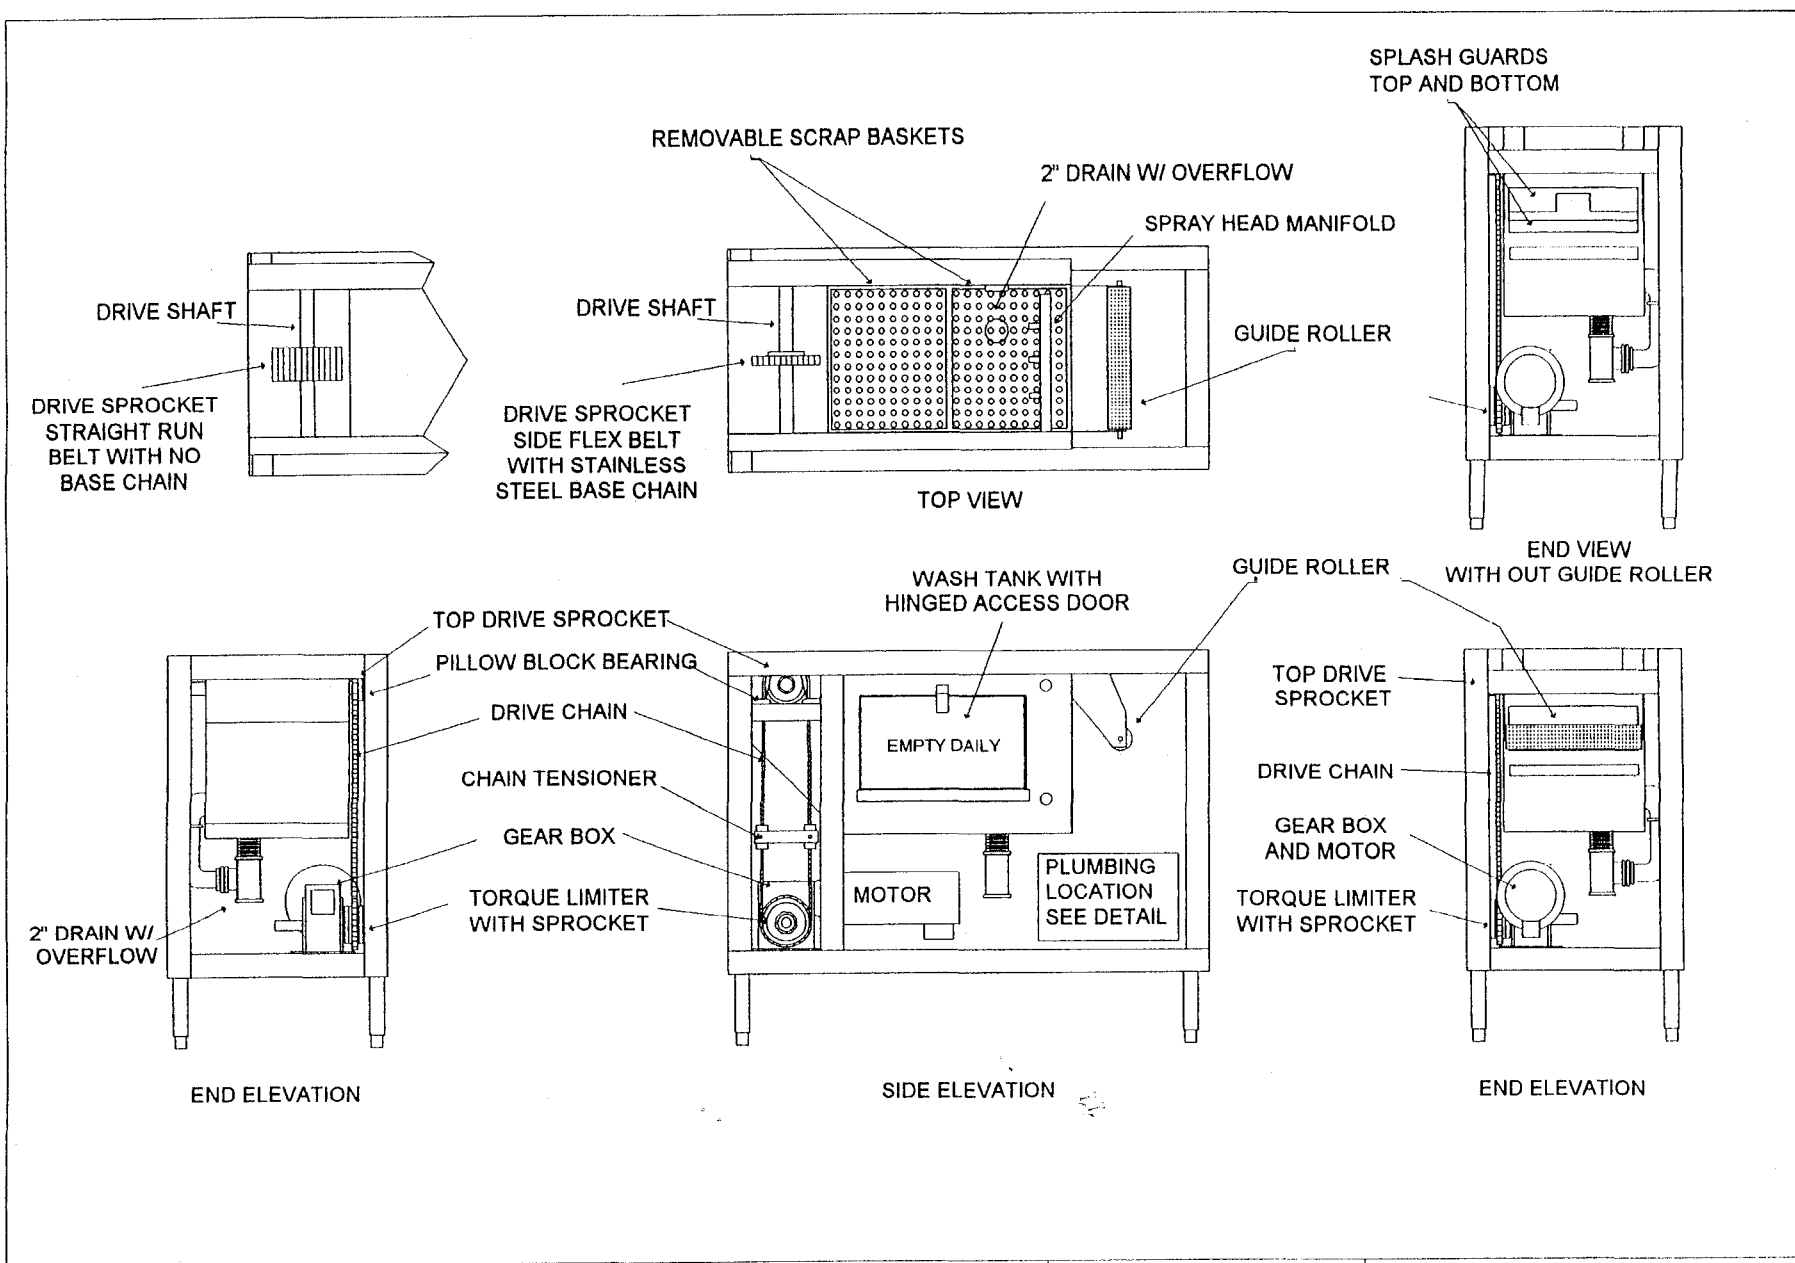 SPLASH GUARDS
TOP AND BOTTOM
REMOVABLE SCRAP BASKETS
2" DRAIN W/ OVERFLOW
SPRAY HEAD MANIFOLD
DRIVE SHAFT
DRIVE SPROCKET
STRAIGHT RUN
BELT WITH NO
BASE CHAIN
DRIVE SHAFT
DRIVE SPROCKET
SIDE FLEX BELT
WITH STAINLESS
STEEL BASE CHAIN
GUIDE ROLLER
TOP VIEW
END VIEW
WITH OUT GUIDE ROLLER
WASH TANK WITH
HINGED ACCESS DOOR
GUIDE ROLLER
TOP DRIVE SPROCKET
PILLOW BLOCK BEARING
DRIVE CHAIN
CHAIN TENSIONER
GEAR BOX
TORQUE LIMITER
WITH SPROCKET
2" DRAIN W/
OVERFLOW
EMPTY DAILY
MOTOR
PLUMBING
LOCATION
SEE DETAIL
TOP DRIVE
SPROCKET
DRIVE CHAIN
GEAR BOX
AND MOTOR
TORQUE LIMITER
WITH SPROCKET
END ELEVATION
SIDE ELEVATION
END ELEVATION